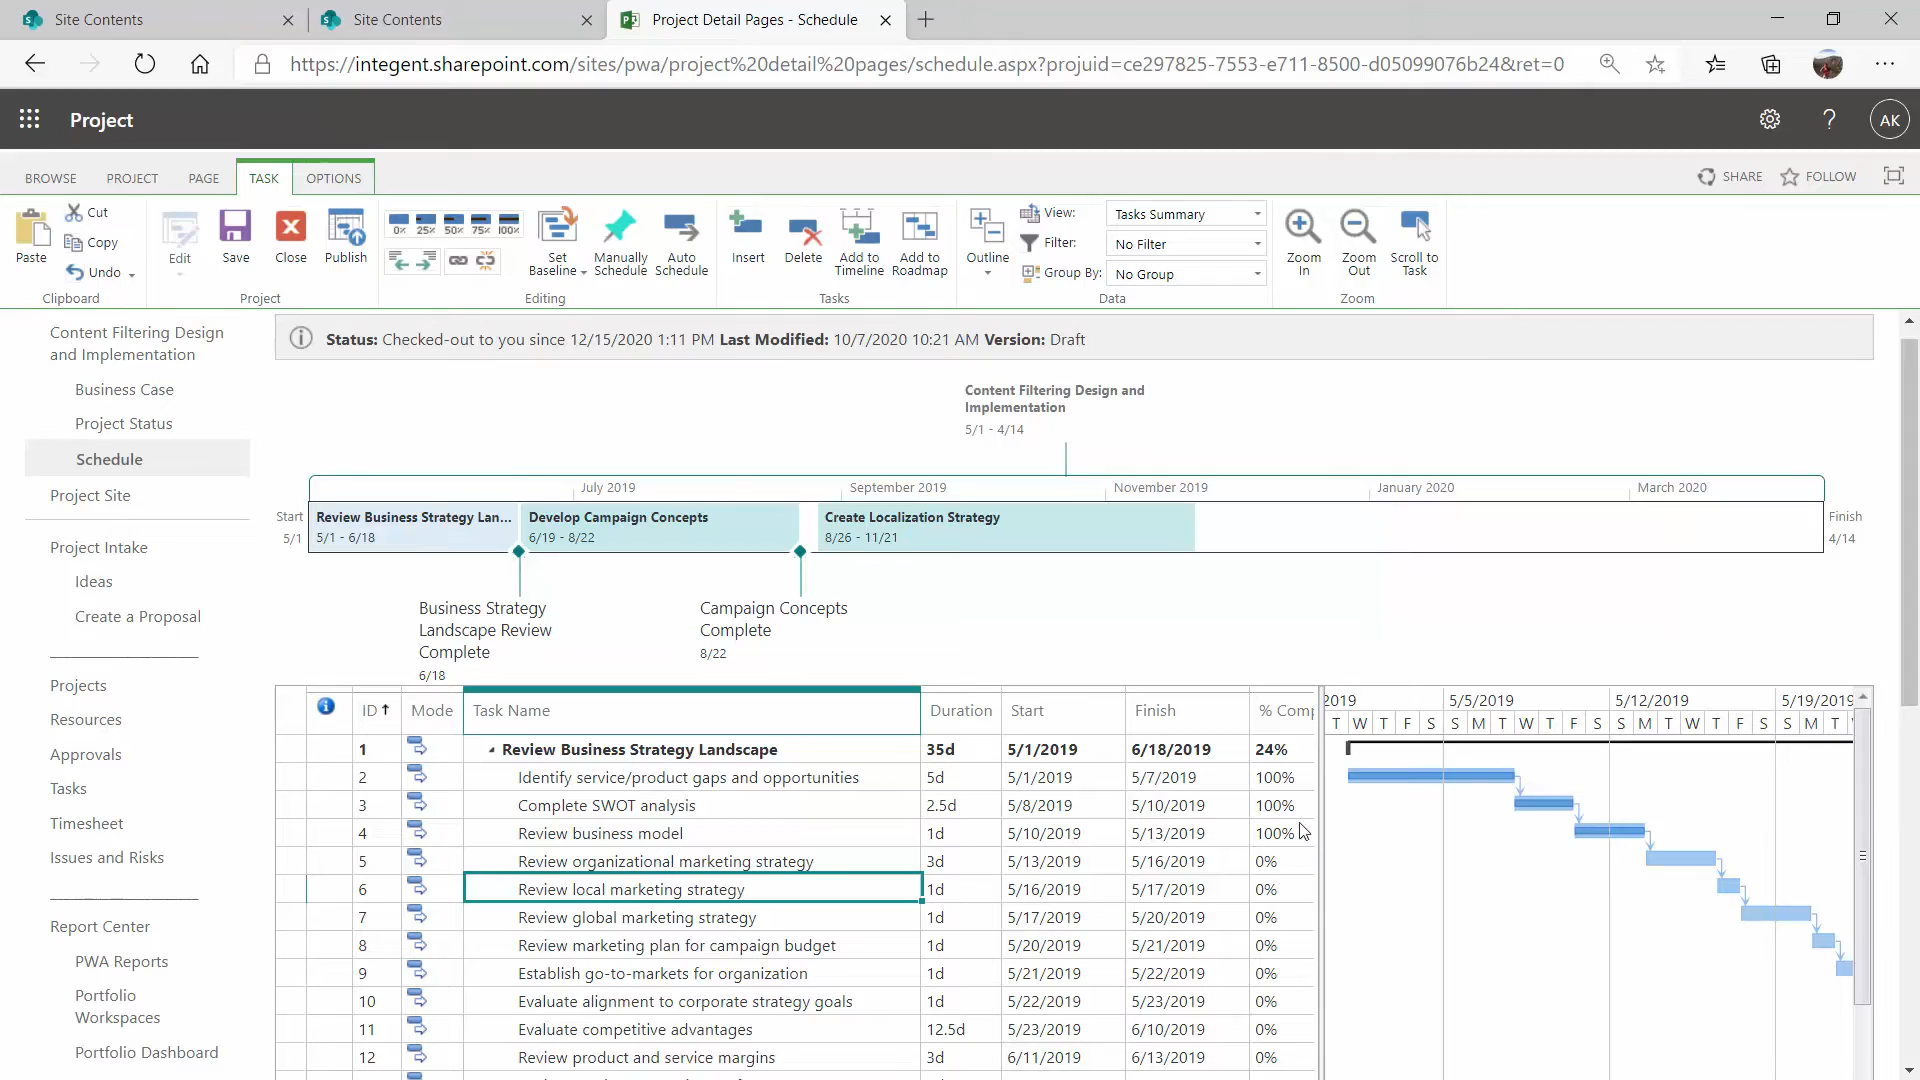 Site Contents
Site Contents
Project Detail Pages - Schedule
https://integent.sharepoint.com/sites/pwa/project%20detail%20pages/schedule.aspx?projuid=ce297825-7553-e711-8500-d05099076b24&ret=0
Project
AK
BROWSE PROJECT PAGE TASK OPTIONS
SHARE FOLLOW
Paste
Cut
Copy
Undo
Clipboard
Edit
Save
Close
Publish
Project
0% 25% 50% 75% 100%
Set Baseline
Manually Schedule
Auto Schedule
Editing
Insert
Delete
Add to Timeline
Add to Roadmap
Tasks
Outline
View: Tasks Summary
Filter: No Filter
Group By: No Group
Data
Zoom In
Zoom Out
Scroll to Task
Zoom
Content Filtering Design
and Implementation
Business Case
Project Status
Schedule
Project Site
Project Intake
Ideas
Create a Proposal
Projects
Resources
Approvals
Tasks
Timesheet
Issues and Risks
Report Center
PWA Reports
Portfolio
Workspaces
Portfolio Dashboard
Status: Checked-out to you since 12/15/2020 1:11 PM Last Modified: 10/7/2020 10:21 AM Version: Draft
Content Filtering Design and
Implementation
5/1 - 4/14
July 2019 September 2019 November 2019 January 2020 March 2020
Start
5/1
Review Business Strategy Lan...
5/1 - 6/18
Develop Campaign Concepts
6/19 - 8/22
Create Localization Strategy
8/26 - 11/21
Finish
4/14
Business Strategy
Landscape Review
Complete
6/18
Campaign Concepts
Complete
8/22
ID Mode Task Name Duration Start Finish % Comp
2019 5/5/2019 5/12/2019 5/19/2019
T W T F S S M T W T F S S M T W T F S S M T
1 Review Business Strategy Landscape 35d 5/1/2019 6/18/2019 24%
2 Identify service/product gaps and opportunities 5d 5/1/2019 5/7/2019 100%
3 Complete SWOT analysis 2.5d 5/8/2019 5/10/2019 100%
4 Review business model 1d 5/10/2019 5/13/2019 100%
5 Review organizational marketing strategy 3d 5/13/2019 5/16/2019 0%
6 Review local marketing strategy 1d 5/16/2019 5/17/2019 0%
7 Review global marketing strategy 1d 5/17/2019 5/20/2019 0%
8 Review marketing plan for campaign budget 1d 5/20/2019 5/21/2019 0%
9 Establish go-to-markets for organization 1d 5/21/2019 5/22/2019 0%
10 Evaluate alignment to corporate strategy goals 1d 5/22/2019 5/23/2019 0%
11 Evaluate competitive advantages 12.5d 5/23/2019 6/10/2019 0%
12 Review product and service margins 3d 6/11/2019 6/13/2019 0%